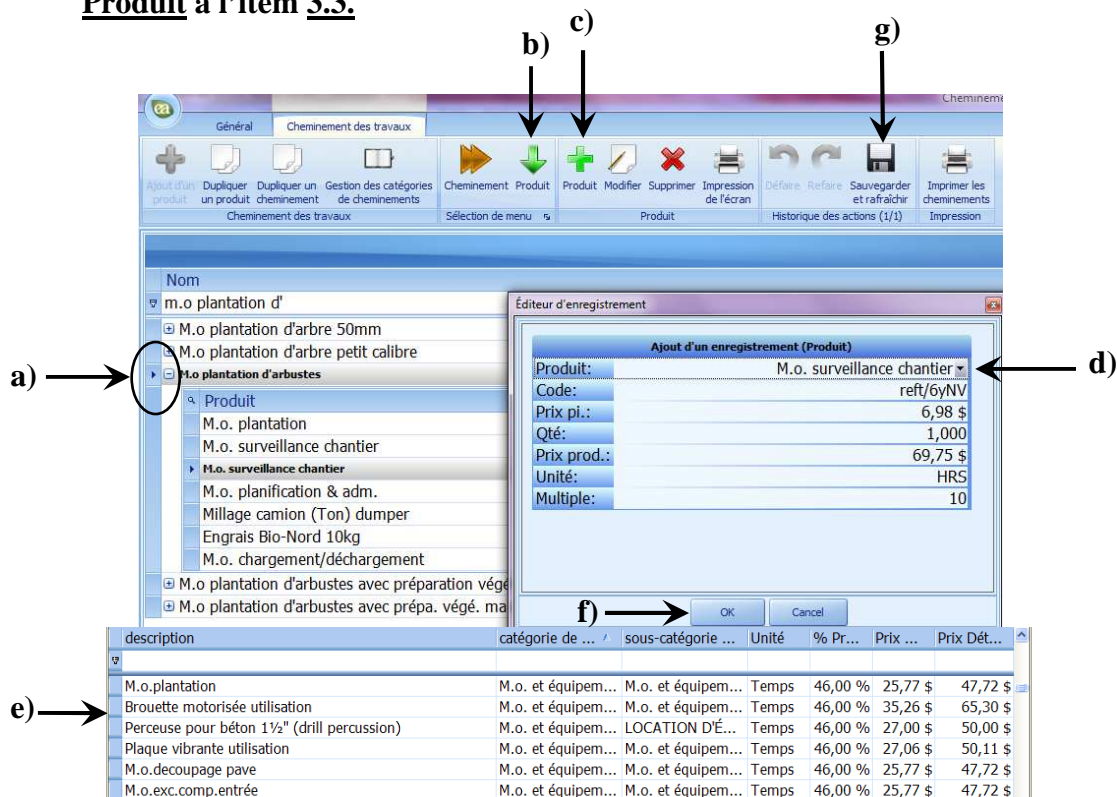 Produit à l'item 3.3.
b)
c)
g)
ea
Chemineme
Général
Cheminement des travaux
Ajout d'un produit
Dupliquer un produit
Dupliquer un cheminement
Gestion des catégories de cheminements
Cheminement
Produit
Produit
Modifier
Supprimer
Impression de l'écran
Défaire
Refaire
Sauvegarder et rafraîchir
Imprimer les cheminements
Cheminement des travaux
Sélection de menu
Produit
Historique des actions (1/1)
Impression
Nom
m.o plantation d'
M.o plantation d'arbre 50mm
M.o plantation d'arbre petit calibre
a)
M.o plantation d'arbustes
Produit
M.o. plantation
M.o. surveillance chantier
M.o. surveillance chantier
M.o. planification & adm.
Millage camion (Ton) dumper
Engrais Bio-Nord 10kg
M.o. chargement/déchargement
M.o plantation d'arbustes avec préparation végé
M.o plantation d'arbustes avec prépa. végé. ma
Éditeur d'enregistrement
Ajout d'un enregistrement (Produit)
Produit: M.o. surveillance chantier
d)
Code: reft/6yNV
Prix pi.: 6,98 $
Qté: 1,000
Prix prod.: 69,75 $
Unité: HRS
Multiple: 10
f)
OK
Cancel
description catégorie de ... sous-catégorie ... Unité % Pr... Prix ... Prix Dét...
e)
M.o.plantation M.o. et équipem... M.o. et équipem... Temps 46,00 % 25,77 $ 47,72 $
Brouette motorisée utilisation M.o. et équipem... M.o. et équipem... Temps 46,00 % 35,26 $ 65,30 $
Perceuse pour béton 1½" (drill percussion) M.o. et équipem... LOCATION D'É... Temps 46,00 % 27,00 $ 50,00 $
Plaque vibrante utilisation M.o. et équipem... M.o. et équipem... Temps 46,00 % 27,06 $ 50,11 $
M.o.decoupage pave M.o. et équipem... M.o. et équipem... Temps 46,00 % 25,77 $ 47,72 $
M.o.exc.comp.entrée M.o. et équipem... M.o. et équipem... Temps 46,00 % 25,77 $ 47,72 $